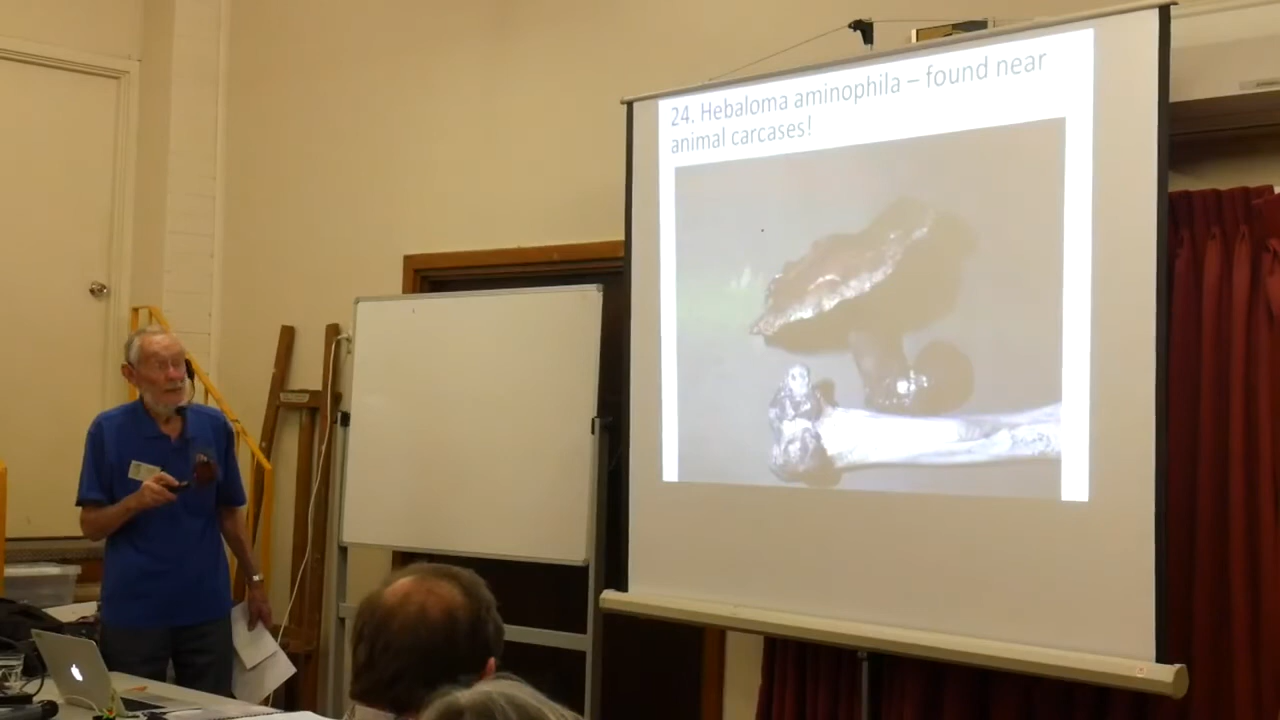 24. Hebaloma aminophila – found near
animal carcases!